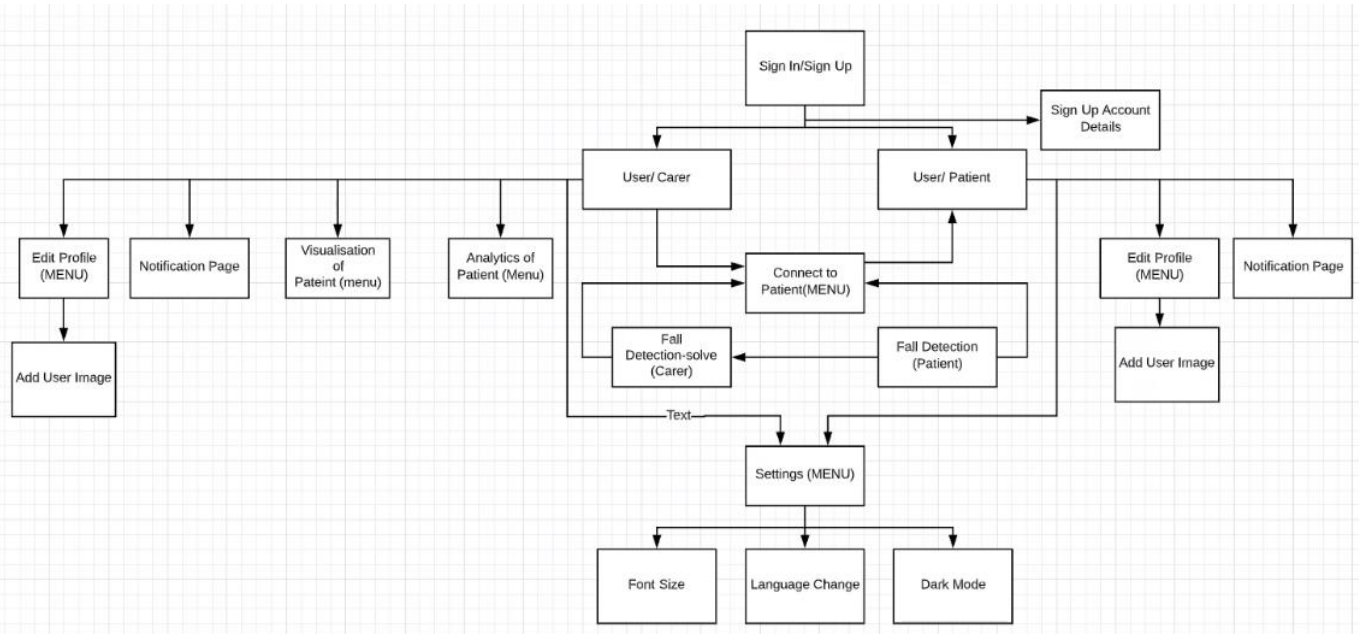 Sign In/Sign Up
Sign Up Account
Details
User/ Carer
User/ Patient
Edit Profile
(MENU)
Notification Page
Visualisation
of
Pateint (menu)
Analytics of
Patient (Menu)
Connect to
Patient(MENU)
Edit Profile
(MENU)
Notification Page
Add User Image
Fall
Detection-solve
(Carer)
Fall Detection
(Patient)
Add User Image
Text
Settings (MENU)
Font Size
Language Change
Dark Mode